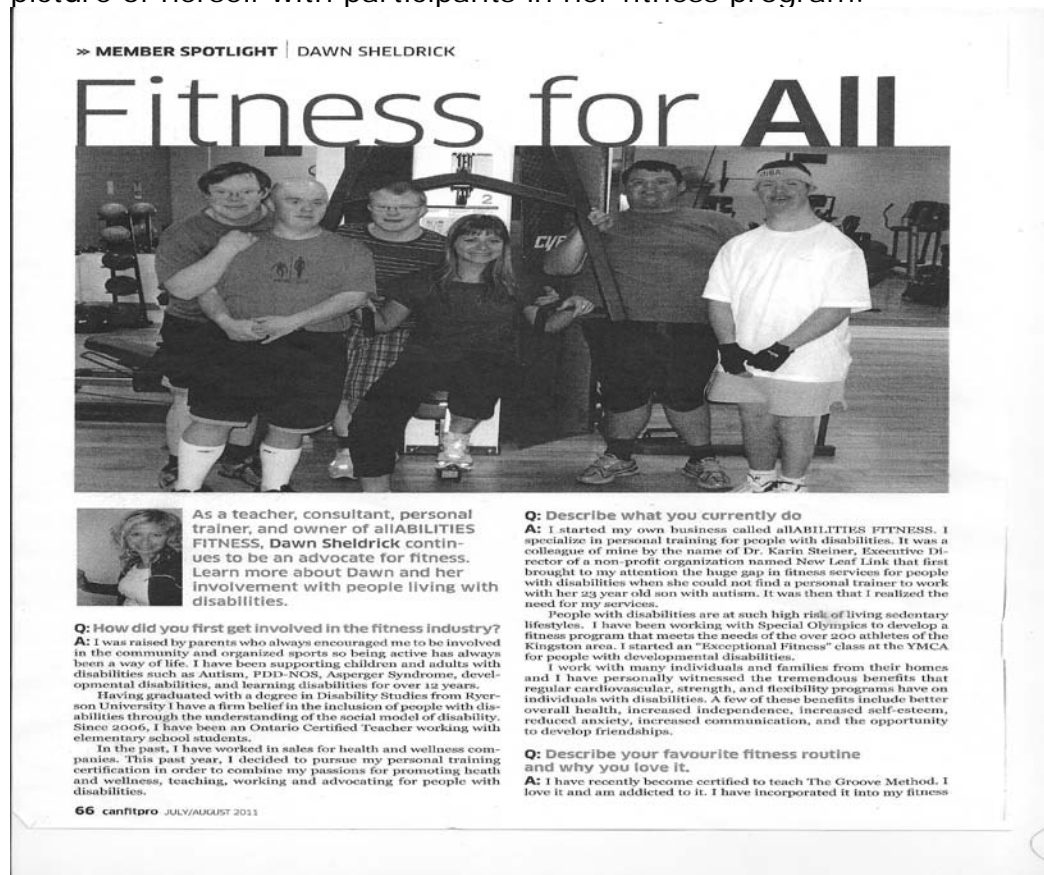 picture of herself with participants in her fitness program.
» MEMBER SPOTLIGHT | DAWN SHELDRICK
Fitness for All
2
CYB
As a teacher, consultant, personal
trainer, and owner of allABILITIES
FITNESS, Dawn Sheldrick contin-
ues to be an advocate for fitness.
Learn more about Dawn and her
involvement with people living with
disabilities.
Q: How did you first get involved in the fitness industry?
A: I was raised by parents who always encouraged me to be involved
in the community and organized sports so being active has always
been a way of life. I have been supporting children and adults with
disabilities such as Autism, PDD-NOS, Asperger Syndrome, devel-
opmental disabilities, and learning disabilities for over 12 years.
Having graduated with a degree in Disability Studies from Ryer-
son University I have a firm belief in the inclusion of people with dis-
abilities through the understanding of the social model of disability.
Since 2006, I have been an Ontario Certified Teacher working with
elementary school students.
In the past, I have worked in sales for health and wellness com-
panies. This past year, I decided to pursue my personal training
certification in order to combine my passions for promoting heath
and wellness, teaching, working and advocating for people with
disabilities.
Q: Describe what you currently do
A: I started my own business called allABILITIES FITNESS. I
specialize in personal training for people with disabilities. It was a
colleague of mine by the name of Dr. Karin Steiner, Executive Di-
rector of a non-profit organization named New Leaf Link that first
brought to my attention the huge gap in fitness services for people
with disabilities when she could not find a personal trainer to work
with her 23 year old son with autism. It was then that I realized the
need for my services.
People with disabilities are at such high risk of living sedentary
lifestyles. I have been working with Special Olympics to develop a
fitness program that meets the needs of the over 200 athletes of the
Kingston area. I started an "Exceptional Fitness" class at the YMCA
for people with developmental disabilities.
I work with many individuals and families from their homes
and I have personally witnessed the tremendous benefits that
regular cardiovascular, strength, and flexibility programs have on
individuals with disabilities. A few of these benefits include better
overall health, increased independence, increased self-esteem,
reduced anxiety, increased communication, and the opportunity
to develop friendships.
Q: Describe your favourite fitness routine
and why you love it.
A: I have recently become certified to teach The Groove Method. I
love it and am addicted to it. I have incorporated it into my fitness
66 canfitpro JULY/AUGUST 2011